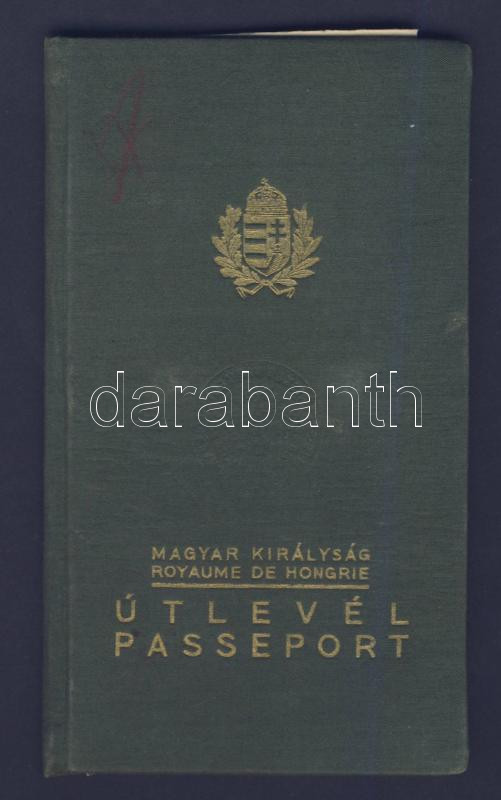 darabanth
MAGYAR KIRÁLYSÁG
ROYAUME DE HONGRIE
ÚTLEVÉL
PASSEPORT